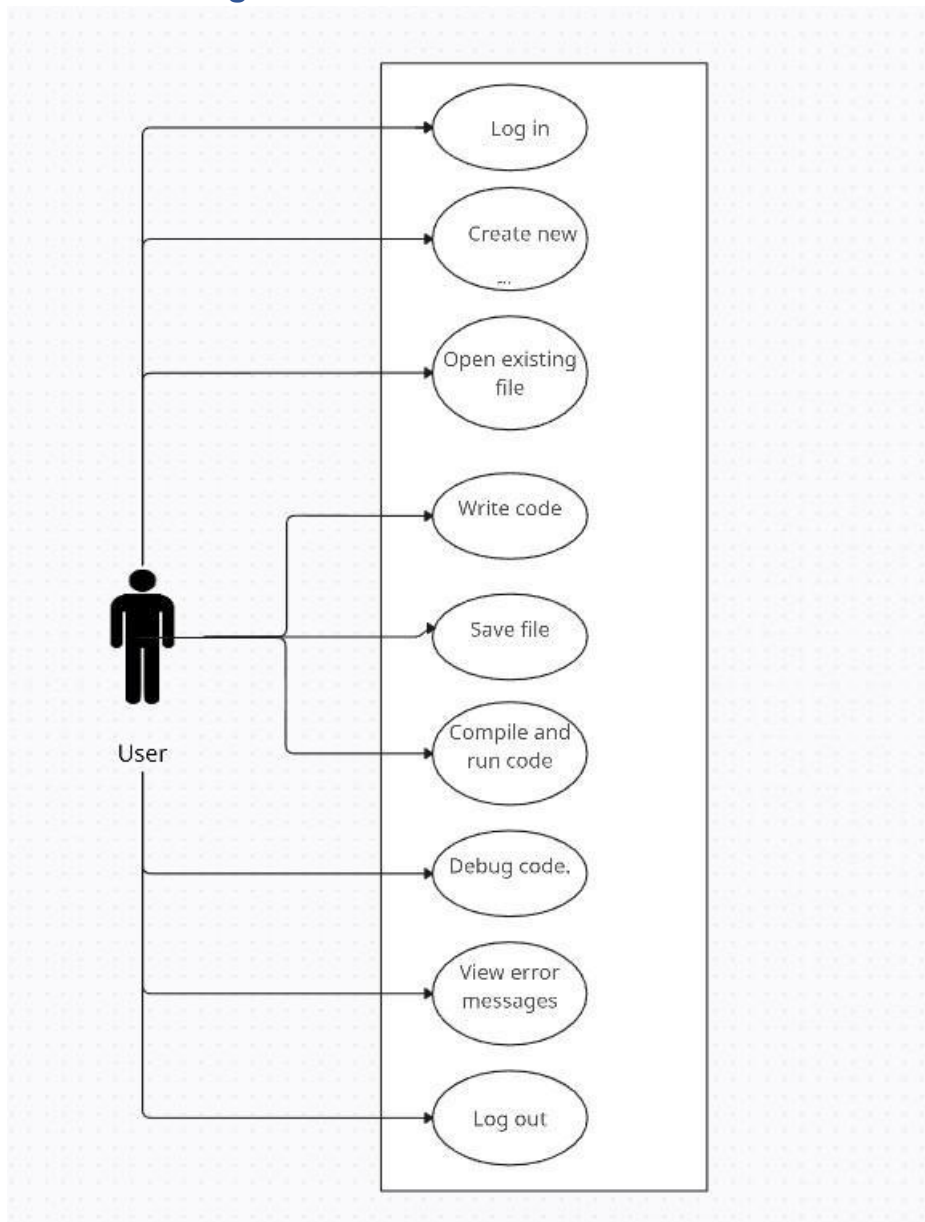 Log in
Create new
Open existing
file
Write code
Save file
Compile and
run code
User
Debug code.
View error
messages
Log out